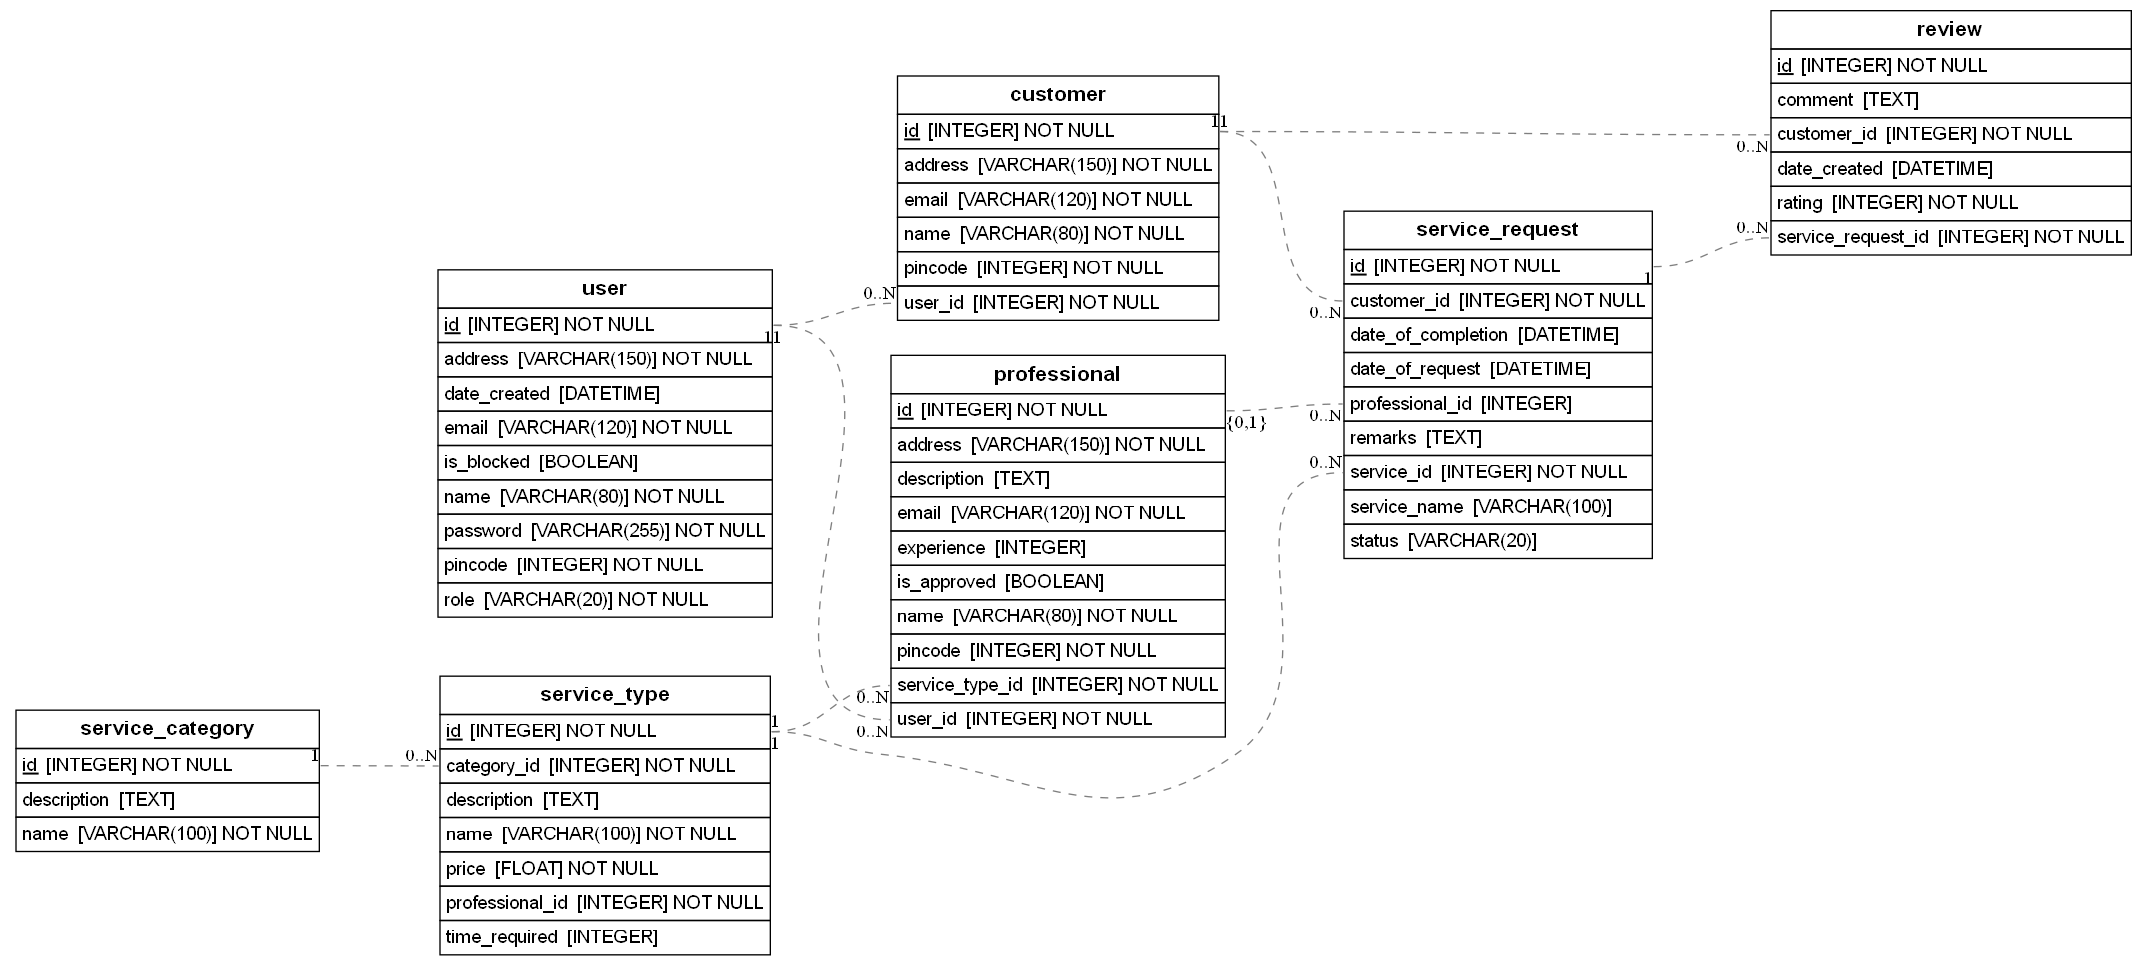 review
id [INTEGER] NOT NULL
comment [TEXT]
customer_id [INTEGER] NOT NULL
date_created [DATETIME]
rating [INTEGER] NOT NULL
service_request_id [INTEGER] NOT NULL
0..N
0..N
customer
id [INTEGER] NOT NULL
address [VARCHAR(150)] NOT NULL
email [VARCHAR(120)] NOT NULL
name [VARCHAR(80)] NOT NULL
pincode [INTEGER] NOT NULL
user_id [INTEGER] NOT NULL
11
0..N
service_request
id [INTEGER] NOT NULL
customer_id [INTEGER] NOT NULL
date_of_completion [DATETIME]
date_of_request [DATETIME]
professional_id [INTEGER]
remarks [TEXT]
service_id [INTEGER] NOT NULL
service_name [VARCHAR(100)]
status [VARCHAR(20)]
1
0..N
0..N
0..N
user
id [INTEGER] NOT NULL
address [VARCHAR(150)] NOT NULL
date_created [DATETIME]
email [VARCHAR(120)] NOT NULL
is_blocked [BOOLEAN]
name [VARCHAR(80)] NOT NULL
password [VARCHAR(255)] NOT NULL
pincode [INTEGER] NOT NULL
role [VARCHAR(20)] NOT NULL
11
professional
id [INTEGER] NOT NULL
address [VARCHAR(150)] NOT NULL
description [TEXT]
email [VARCHAR(120)] NOT NULL
experience [INTEGER]
is_approved [BOOLEAN]
name [VARCHAR(80)] NOT NULL
pincode [INTEGER] NOT NULL
service_type_id [INTEGER] NOT NULL
user_id [INTEGER] NOT NULL
{0,1}
0..N
0..N
service_type
id [INTEGER] NOT NULL
category_id [INTEGER] NOT NULL
description [TEXT]
name [VARCHAR(100)] NOT NULL
price [FLOAT] NOT NULL
professional_id [INTEGER] NOT NULL
time_required [INTEGER]
1
1
0..N
service_category
id [INTEGER] NOT NULL
description [TEXT]
name [VARCHAR(100)] NOT NULL
1